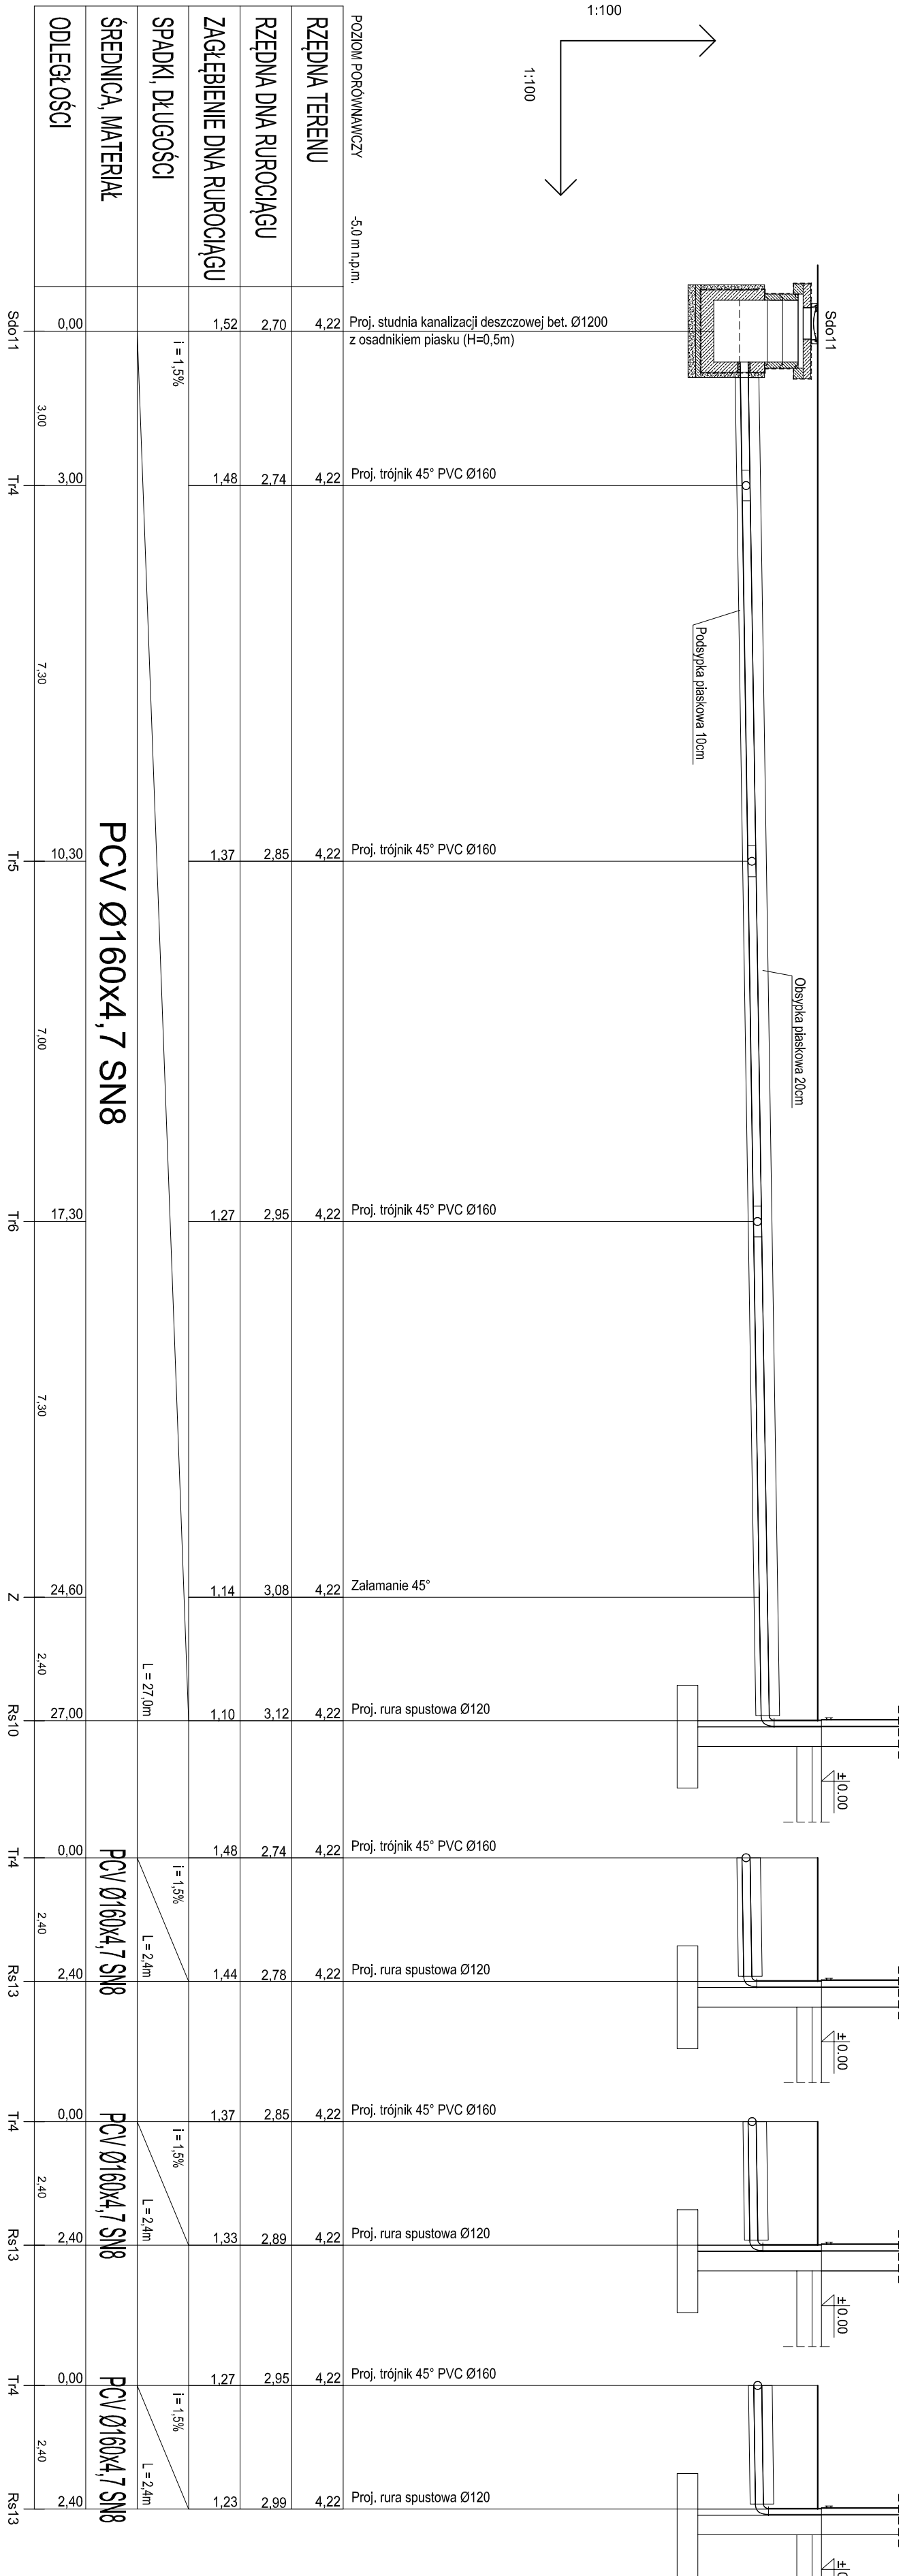 1:100
1:100
POZIOM PORÓWNAWCZY -5.0 m n.p.m.
RZĘDNA TERENU
RZĘDNA DNA RUROCIĄGU
ZAGŁĘBIENIE DNA RUROCIĄGU
SPADKI, DŁUGOŚCI
ŚREDNICA, MATERIAŁ
ODLEGŁOŚCI
Sdo11
Proj. studnia kanalizacji deszczowej bet. Ø1200
z osadnikiem piasku (H=0,5m)
4,22
2,70
1,52
i = 1,5%
0,00
Sdo11
3,00
Proj. trójnik 45° PVC Ø160
4,22
2,74
1,48
3,00
Tr4
Podsypka piaskowa 10cm
7,30
Proj. trójnik 45° PVC Ø160
4,22
2,85
1,37
10,30
Tr5
PCV Ø160x4,7 SN8
Obsypka piaskowa 20cm
7,00
Proj. trójnik 45° PVC Ø160
4,22
2,95
1,27
17,30
Tr6
7,30
Załamanie 45°
4,22
3,08
1,14
24,60
Z
L = 27,0m
2,40
Proj. rura spustowa Ø120
4,22
3,12
1,10
27,00
Rs10
±0.00
Proj. trójnik 45° PVC Ø160
4,22
2,74
1,48
0,00
Tr4
i = 1,5%
L = 2,4m
PCV Ø160x4,7 SN8
2,40
Proj. rura spustowa Ø120
4,22
2,78
1,44
2,40
Rs13
±0.00
Proj. trójnik 45° PVC Ø160
4,22
2,85
1,37
0,00
Tr4
i = 1,5%
L = 2,4m
PCV Ø160x4,7 SN8
2,40
Proj. rura spustowa Ø120
4,22
2,89
1,33
2,40
Rs13
±0.00
Proj. trójnik 45° PVC Ø160
4,22
2,95
1,27
0,00
Tr4
i = 1,5%
L = 2,4m
PCV Ø160x4,7 SN8
2,40
Proj. rura spustowa Ø120
4,22
2,99
1,23
2,40
Rs13